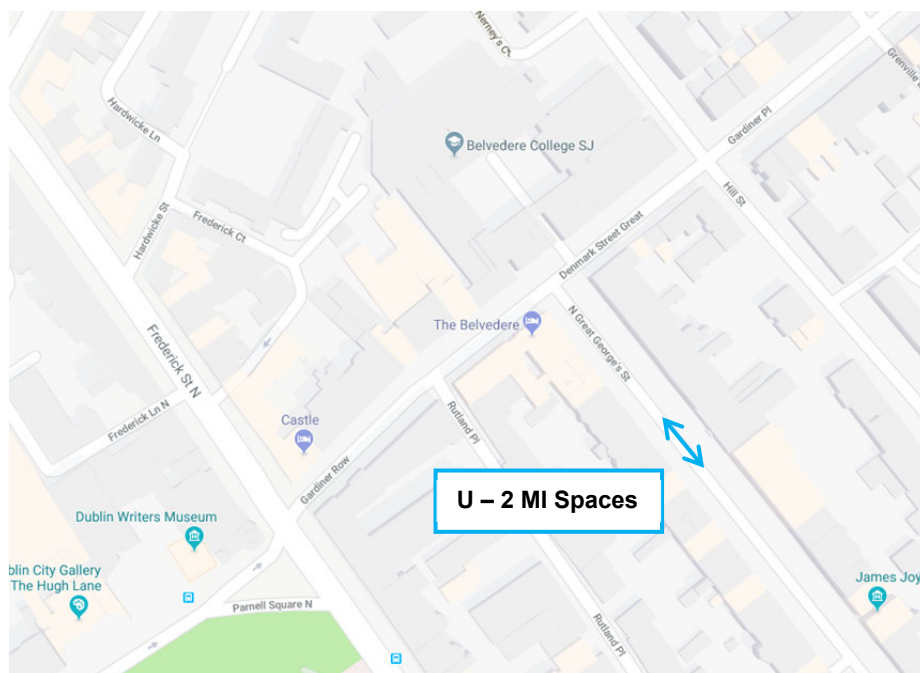 Nerney's C
Grenville
Hardwicke Ln
Belvedere College SJ
Gardiner Pl
Hill St
Hardwicke St
Frederick Ct
Denmark Street Great
The Belvedere
N Great George's St
Frederick St N
Castle
Rutland Pl
Frederick Ln N
Gardiner Row
U – 2 MI Spaces
Dublin Writers Museum
blin City Gallery
The Hugh Lane
James Joy
Parnell Square N
Rutland Pl